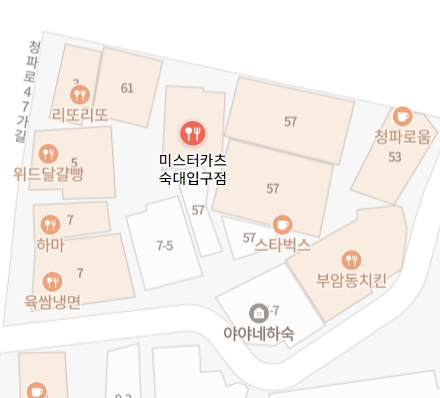 청파로47가길
3
리또리또
61
57
청파로움
53
미스터카츠
숙대입구점
5
위드달걀빵
57
57
7
하마
7-5
57
스타벅스
7
육쌈냉면
부암동치킨
-7
야야네하숙